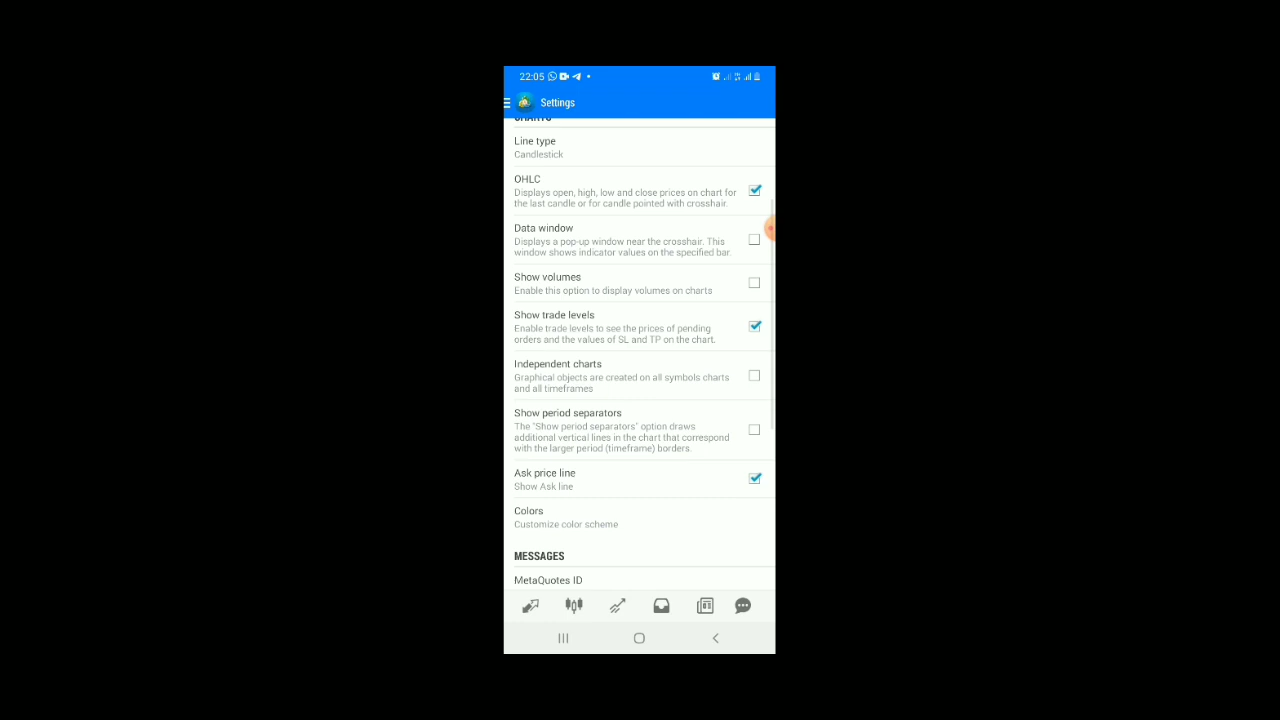 22:05
Settings
CHARTS
Line type
Candlestick
OHLC
Displays open, high, low and close prices on chart for
the last candle or for candle pointed with crosshair.
Data window
Displays a pop-up window near the crosshair. This
window shows indicator values on the specified bar.
Show volumes
Enable this option to display volumes on charts
Show trade levels
Enable trade levels to see the prices of pending
orders and the values of SL and TP on the chart.
Independent charts
Graphical objects are created on all symbols charts
and all timeframes
Show period separators
The "Show period separators" option draws
additional vertical lines in the chart that correspond
with the larger period (timeframe) borders.
Ask price line
Show Ask line
Colors
Customize color scheme
MESSAGES
MetaQuotes ID